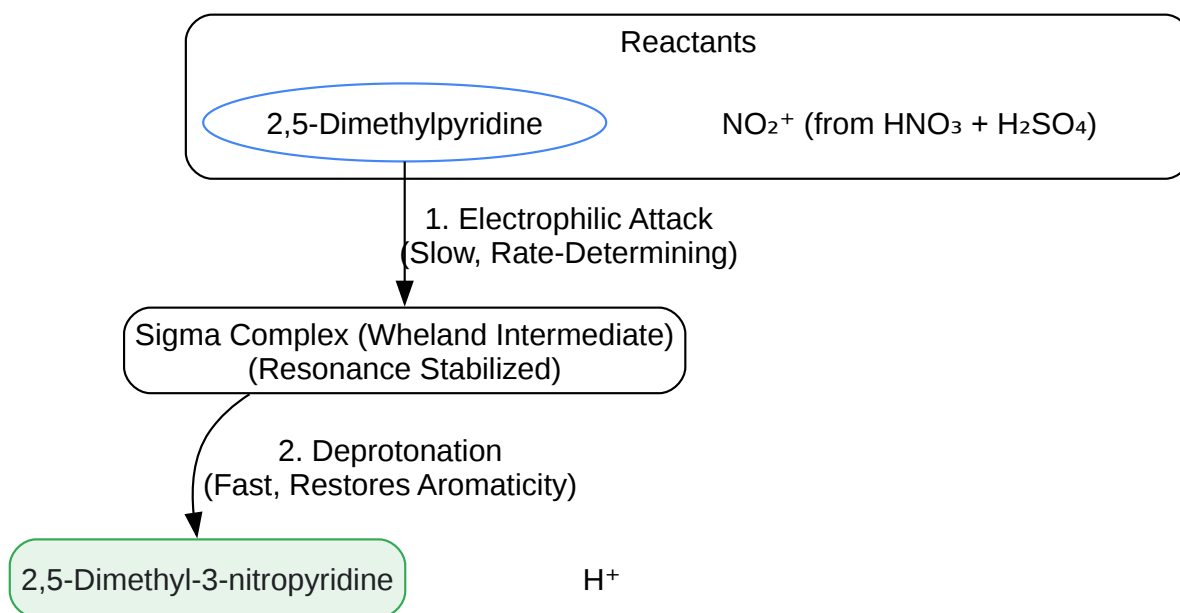 Reactants
2,5-Dimethylpyridine
NO₂⁺ (from HNO₃ + H₂SO₄)
1. Electrophilic Attack
(Slow, Rate-Determining)
Sigma Complex (Wheland Intermediate)
(Resonance Stabilized)
2. Deprotonation
(Fast, Restores Aromaticity)
2,5-Dimethyl-3-nitropyridine
H⁺